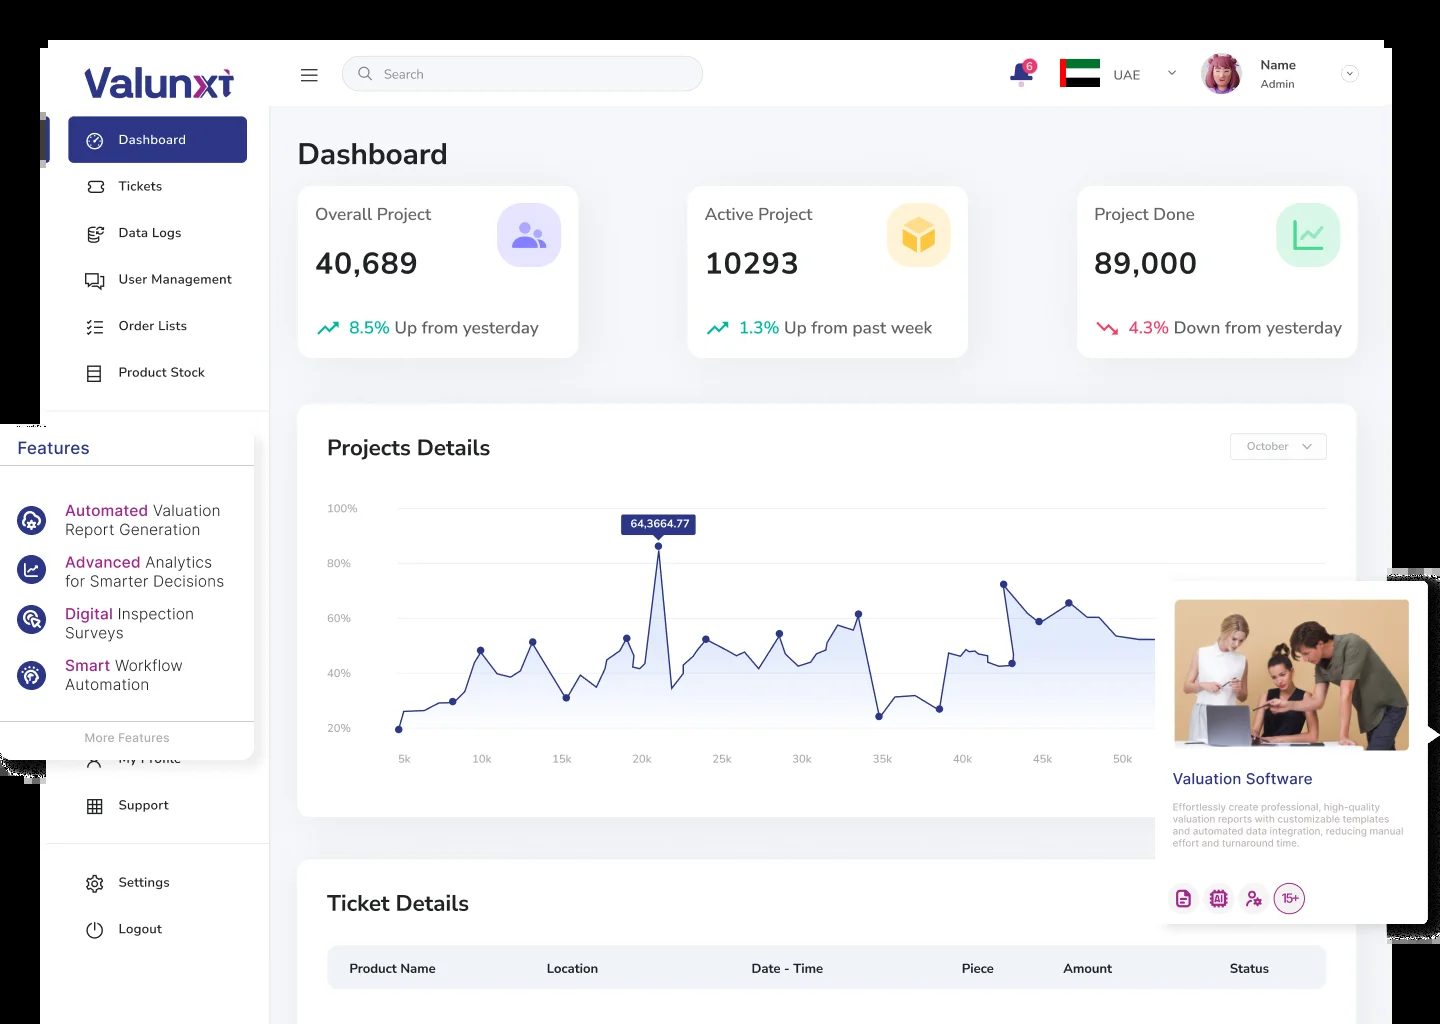 Valunxt
Search
6
UAE
Name
Admin
Dashboard
Tickets
Data Logs
User Management
Order Lists
Product Stock
Features
Automated Valuation
Report Generation
Advanced Analytics
for Smarter Decisions
Digital Inspection
Surveys
Smart Workflow
Automation
More Features
My Profile
Support
Settings
Logout
Dashboard
Overall Project
40,689
8.5% Up from yesterday
Active Project
10293
1.3% Up from past week
Project Done
89,000
4.3% Down from yesterday
Projects Details
October
64,3664.77
100%
80%
60%
40%
20%
5k 10k 15k 20k 25k 30k 35k 40k 45k 50k
Valuation Software
Effortlessly create professional, high-quality
valuation reports with customizable templates
and automated data integration, reducing manual
effort and turnaround time.
AI
15+
Ticket Details
Product Name Location Date - Time Piece Amount Status